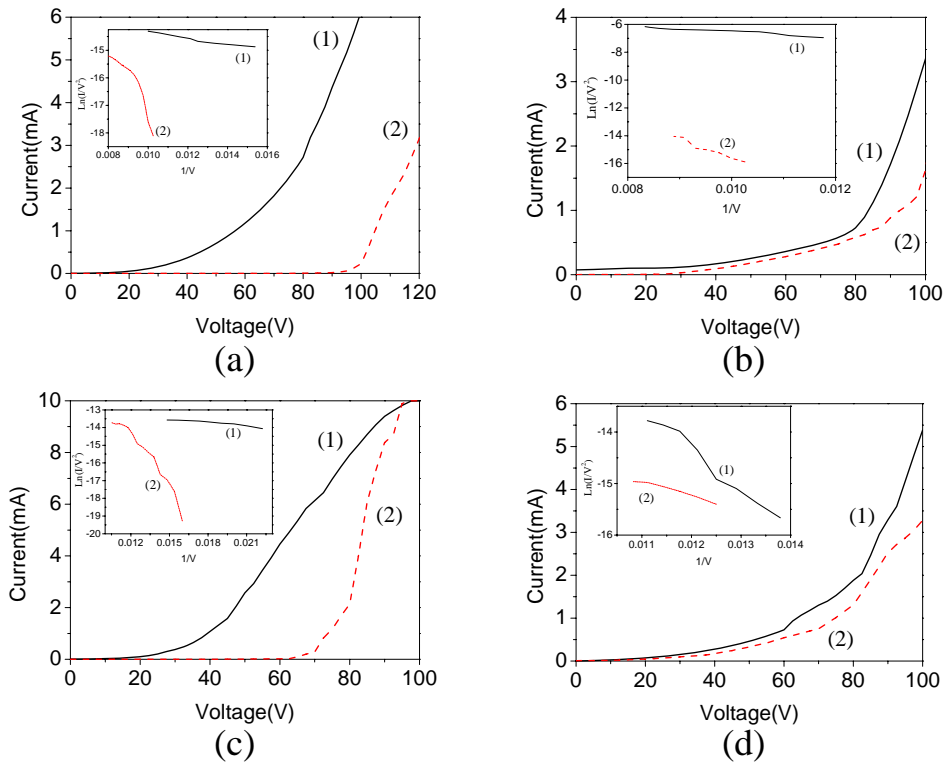 6
5
4
3
2
1
0
Current(mA)
0 20 40 60 80 100 120
Voltage(V)
(1)
(2)
-15
-16
-17
-18
Ln(I/V²)
0.008 0.010 0.012 0.014 0.016
1/V
(1)
(2)
(a)
4
3
2
1
0
Current(mA)
0 20 40 60 80 100
Voltage(V)
(1)
(2)
-6
-8
-10
-12
-14
-16
Ln(I/V²)
0.008 0.010 0.012
1/V
(1)
(2)
(b)
10
8
6
4
2
0
Current(mA)
0 20 40 60 80 100
Voltage(V)
(1)
(2)
-13
-14
-15
-16
-17
-18
-19
-20
Ln(I/V²)
0.012 0.015 0.018 0.021
1/V
(1)
(2)
(c)
6
5
4
3
2
1
0
Current(mA)
0 20 40 60 80 100
Voltage(V)
(1)
(2)
-14
-15
-16
Ln(I/V²)
0.011 0.012 0.013 0.014
1/V
(1)
(2)
(d)